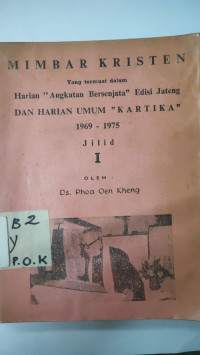 MIMBAR KRISTEN
Yang termuat dalam
Harian "Angkatan Bersenjata" Edisi Jateng
DAN HARIAN UMUM "KARTIKA"
1969 - 1975
Jilid
I
OLEH :
Ds. Phoa Oen Kheng
B2
y
P.O.K